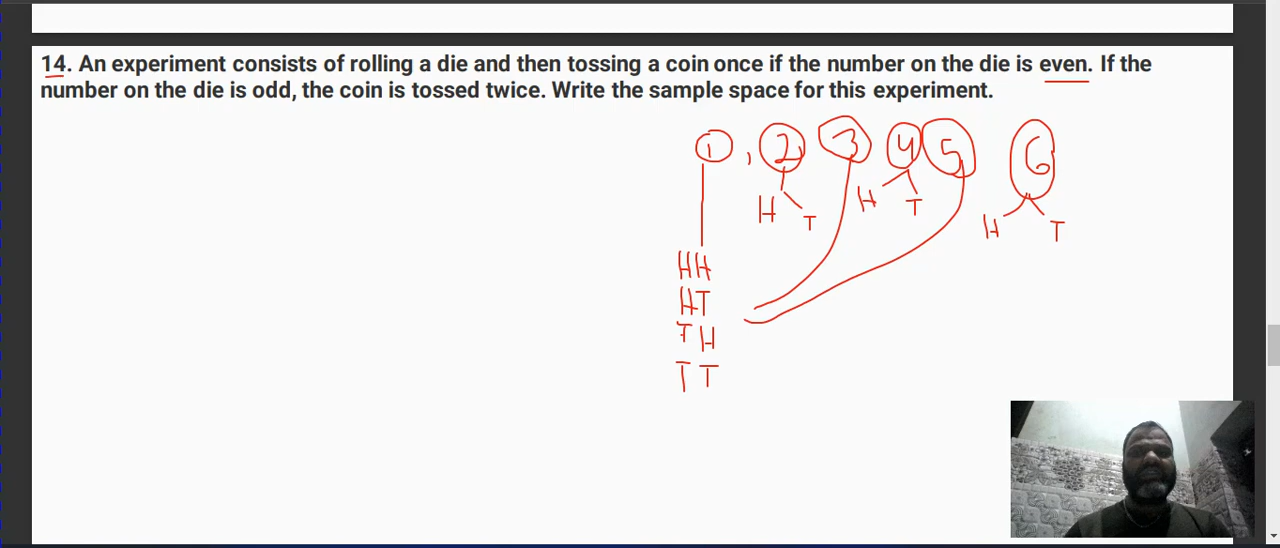 14. An experiment consists of rolling a die and then tossing a coin once if the number on the die is even. If the
number on the die is odd, the coin is tossed twice. Write the sample space for this experiment.
1, 2, 3 4 5 6
H T H T H T
HH
HT
TH
TT